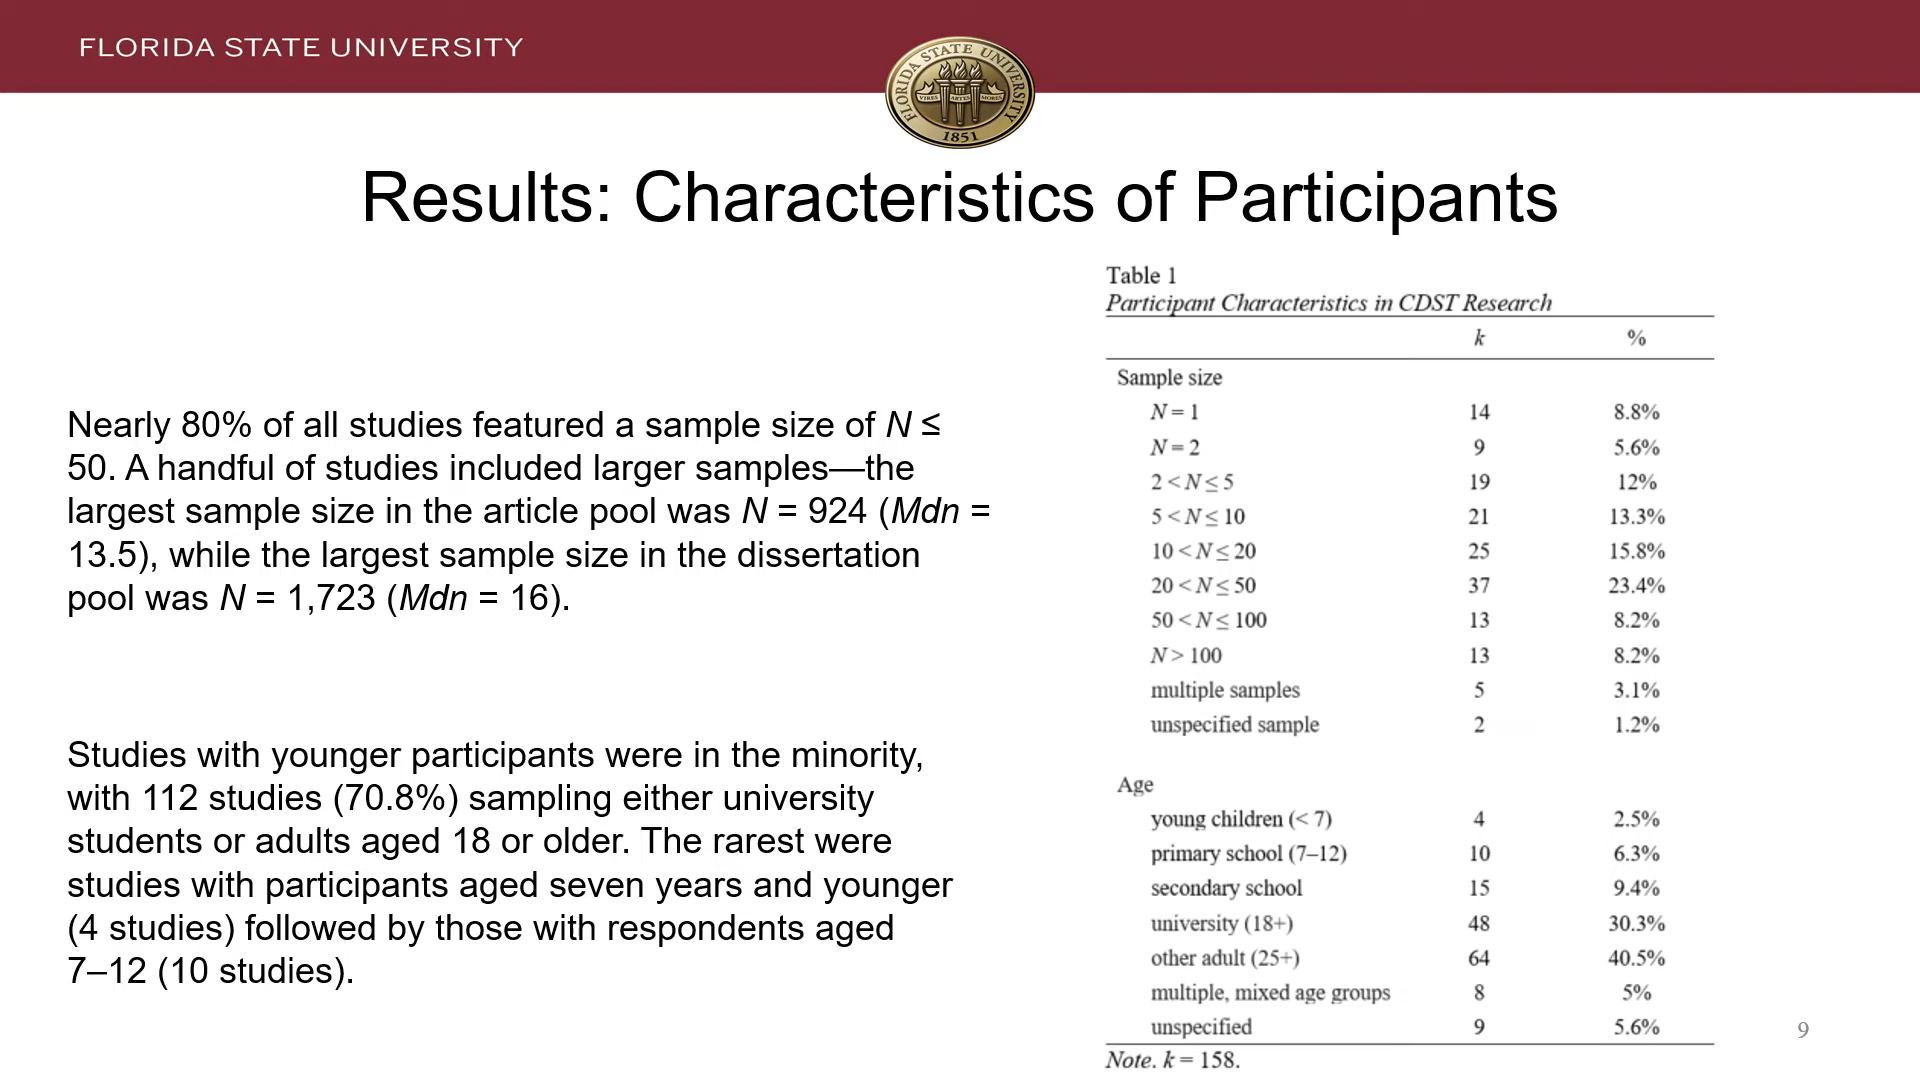 FLORIDA STATE UNIVERSITY
FLORIDA STATE UNIVERSITY
VIRES ARTES MORES
1851
Results: Characteristics of Participants
Nearly 80% of all studies featured a sample size of N ≤
50. A handful of studies included larger samples—the
largest sample size in the article pool was N = 924 (Mdn =
13.5), while the largest sample size in the dissertation
pool was N = 1,723 (Mdn = 16).
Studies with younger participants were in the minority,
with 112 studies (70.8%) sampling either university
students or adults aged 18 or older. The rarest were
studies with participants aged seven years and younger
(4 studies) followed by those with respondents aged
7–12 (10 studies).
Table 1
Participant Characteristics in CDST Research
k %
Sample size
N = 1 14 8.8%
N = 2 9 5.6%
2 < N ≤ 5 19 12%
5 < N ≤ 10 21 13.3%
10 < N ≤ 20 25 15.8%
20 < N ≤ 50 37 23.4%
50 < N ≤ 100 13 8.2%
N > 100 13 8.2%
multiple samples 5 3.1%
unspecified sample 2 1.2%
Age
young children (< 7) 4 2.5%
primary school (7–12) 10 6.3%
secondary school 15 9.4%
university (18+) 48 30.3%
other adult (25+) 64 40.5%
multiple, mixed age groups 8 5%
unspecified 9 5.6%
Note. k = 158.
9